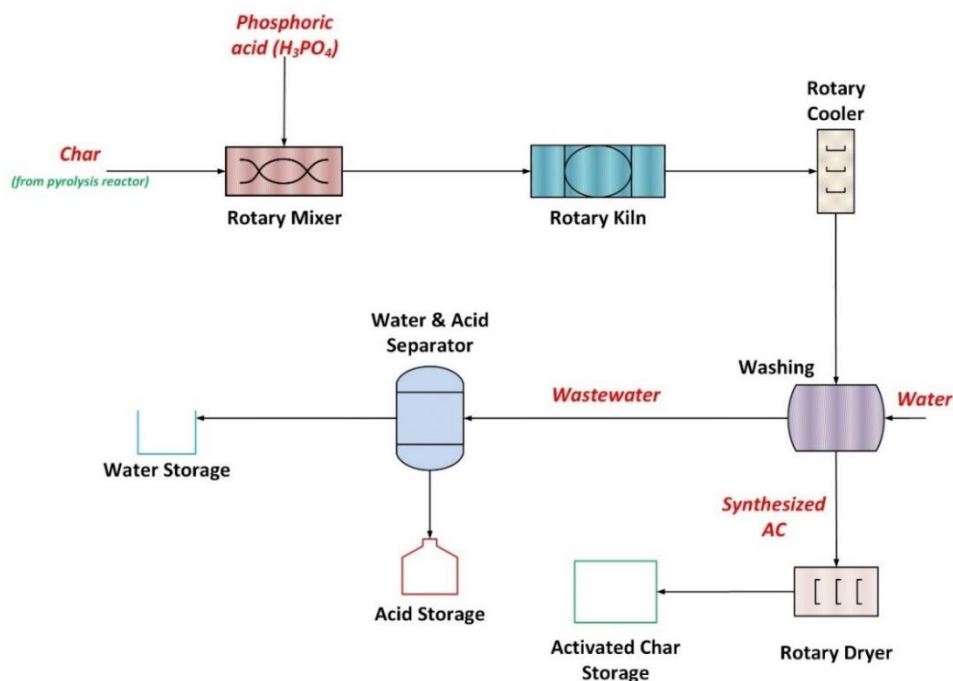 Phosphoric
acid (H₃PO₄)
Rotary
Cooler
Char
(from pyrolysis reactor)
Rotary Mixer
Rotary Kiln
Water & Acid
Separator
Washing
Wastewater
Water
Water Storage
Synthesized
AC
Acid Storage
Activated Char
Storage
Rotary Dryer